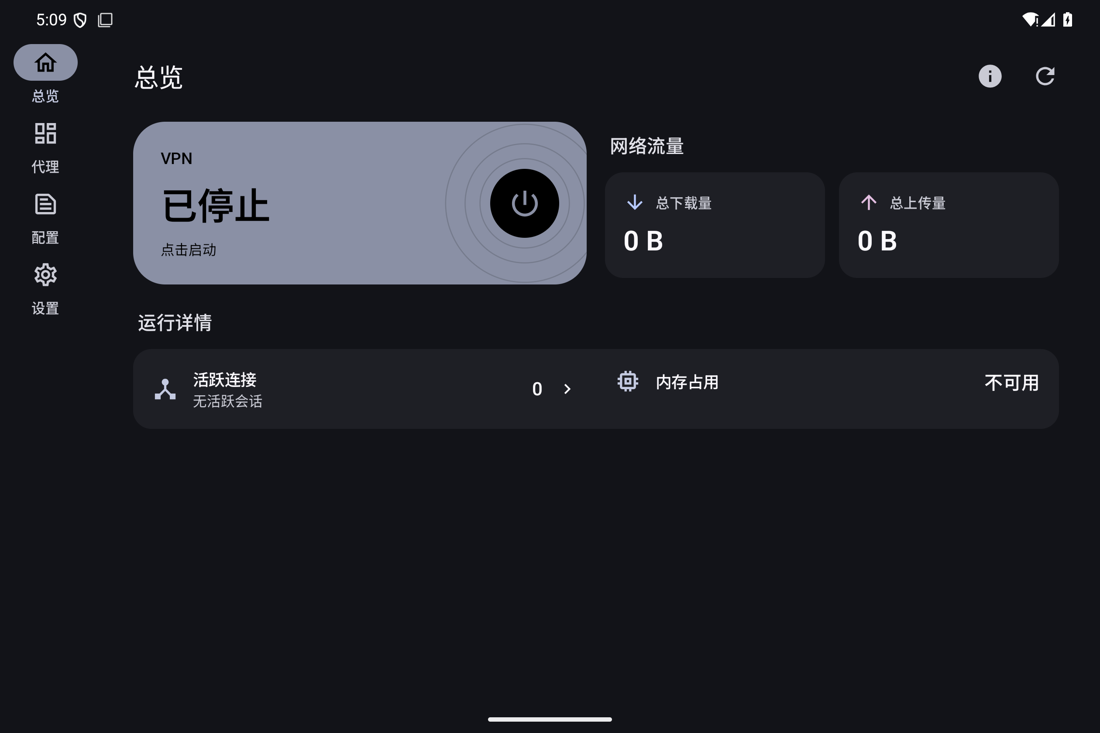 5:09
总览
代理
配置
设置
总览
VPN
已停止
点击启动
网络流量
总下载量
0 B
总上传量
0 B
运行详情
活跃连接
无活跃会话
0
内存占用
不可用